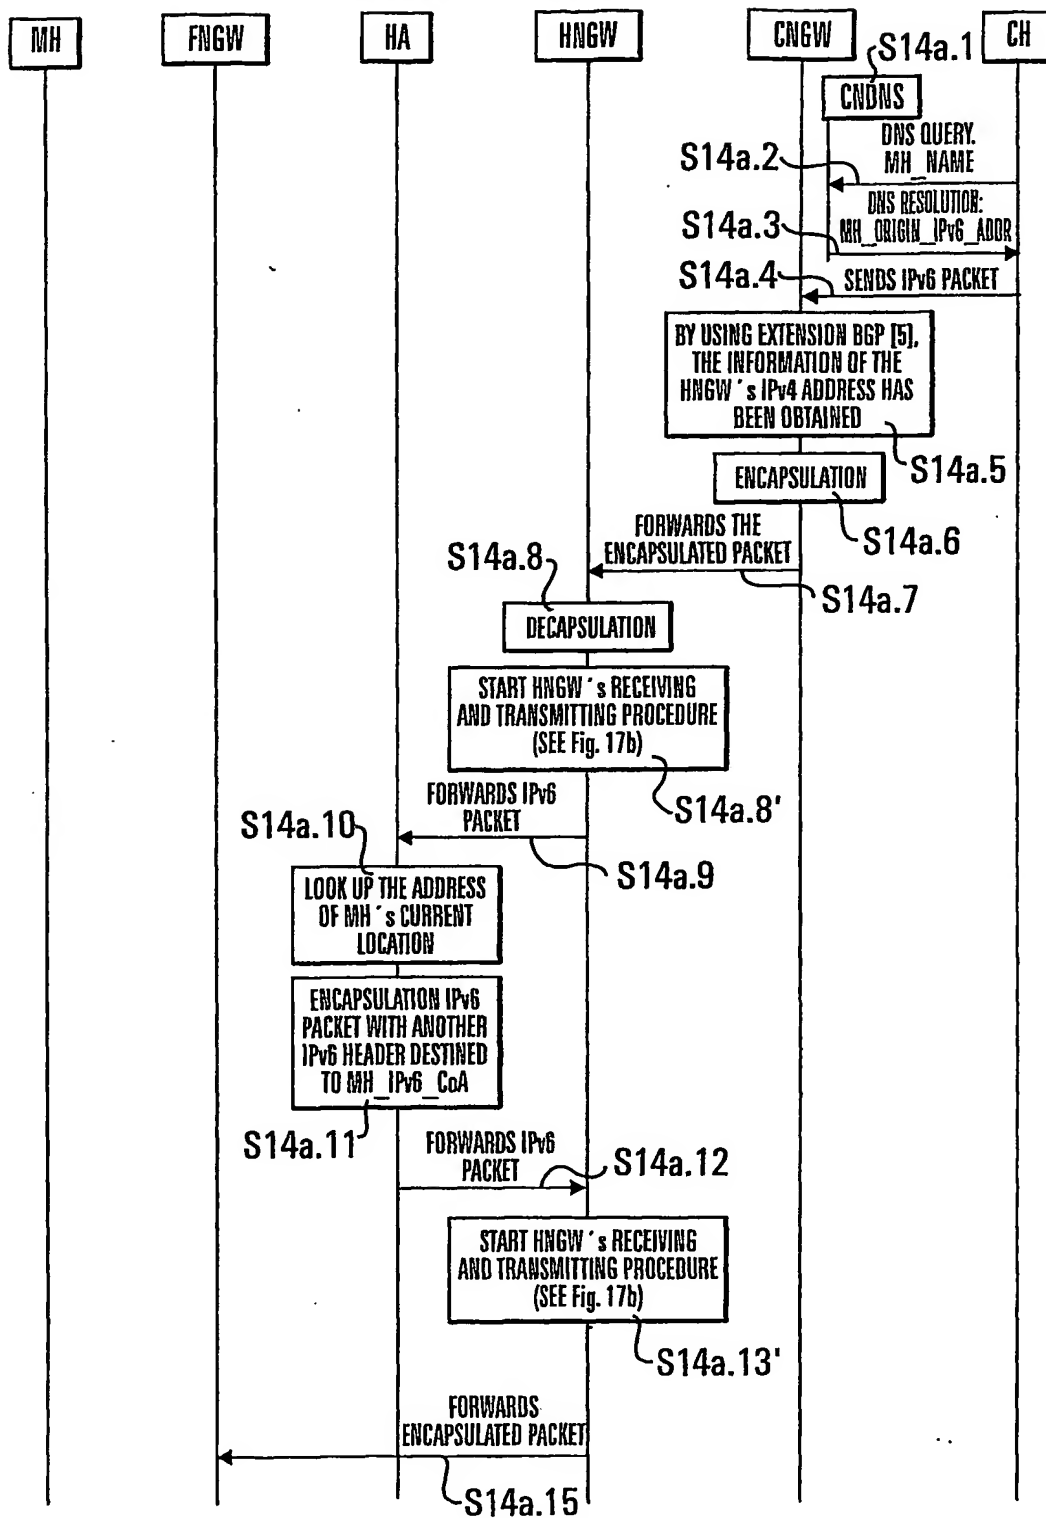 MH
FNGW
HA
HNGW
CNGW
CH
S14a.1
CNDNS
DNS QUERY.
MH_NAME
S14a.2
DNS RESOLUTION:
MH_ORIGIN_IPv6_ADDR
S14a.3
S14a.4
SENDS IPv6 PACKET
BY USING EXTENSION BGP [5],
THE INFORMATION OF THE
HNGW´s IPv4 ADDRESS HAS
BEEN OBTAINED
S14a.5
ENCAPSULATION
S14a.6
FORWARDS THE
ENCAPSULATED PACKET
S14a.7
S14a.8
DECAPSULATION
START HNGW´s RECEIVING
AND TRANSMITTING PROCEDURE
(SEE Fig. 17b)
S14a.8'
FORWARDS IPv6
PACKET
S14a.9
S14a.10
LOOK UP THE ADDRESS
OF MH´s CURRENT
LOCATION
ENCAPSULATION IPv6
PACKET WITH ANOTHER
IPv6 HEADER DESTINED
TO MH_IPv6_CoA
S14a.11
FORWARDS IPv6
PACKET
S14a.12
START HNGW´s RECEIVING
AND TRANSMITTING PROCEDURE
(SEE Fig. 17b)
S14a.13'
FORWARDS
ENCAPSULATED PACKET
S14a.15